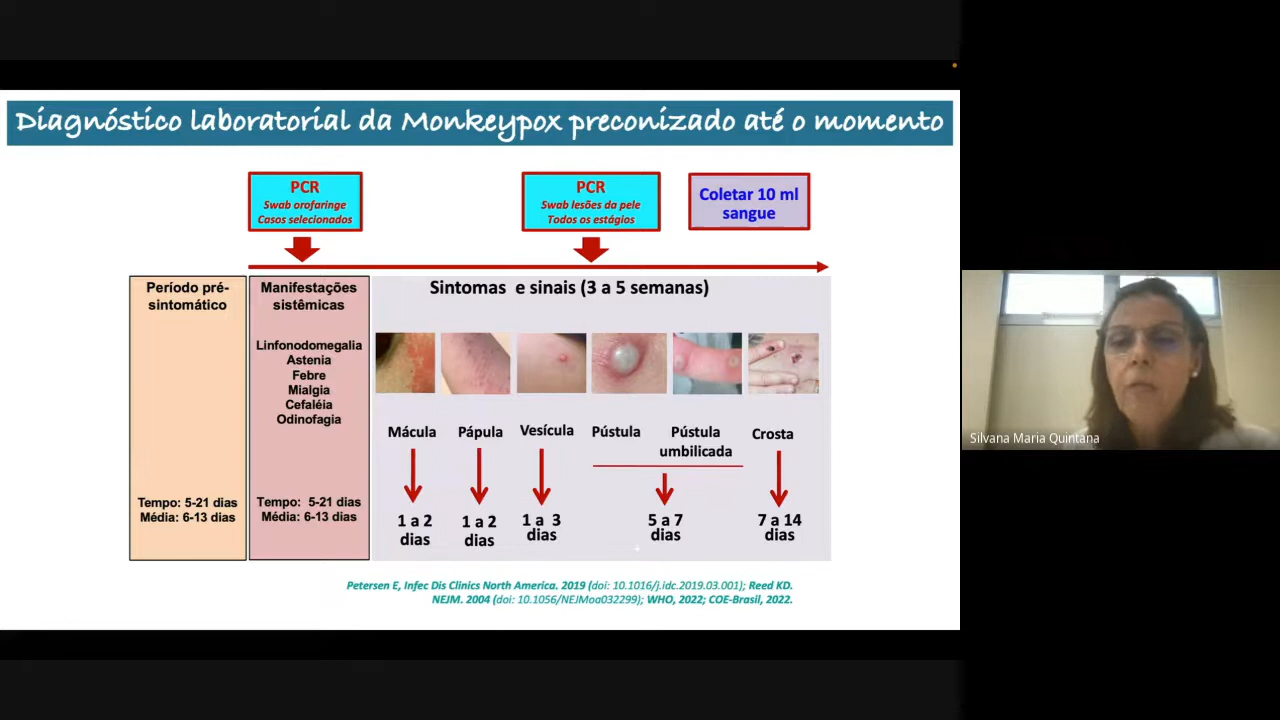 Diagnóstico laboratorial da Monkeypox preconizado até o momento
PCR
Swab orofaringe
Casos selecionados
PCR
Swab lesões da pele
Todos os estágios
Coletar 10 ml
sangue
Período pré-
sintomático
Tempo: 5-21 dias
Média: 6-13 dias
Manifestações
sistêmicas
Linfonodomegalia
Astenia
Febre
Mialgia
Cefaléia
Odinofagia
Tempo: 5-21 dias
Média: 6-13 dias
Sintomas e sinais (3 a 5 semanas)
Mácula
Pápula
Vesícula
Pústula
Pústula
umbilicada
Crosta
1 a 2
dias
1 a 2
dias
1 a 3
dias
5 a 7
dias
7 a 14
dias
Petersen E, Infec Dis Clinics North America. 2019 (doi: 10.1016/j.idc.2019.03.001); Reed KD.
NEJM. 2004 (doi: 10.1056/NEJMoa032299); WHO, 2022; COE-Brasil, 2022.
Silvana Maria Quintana